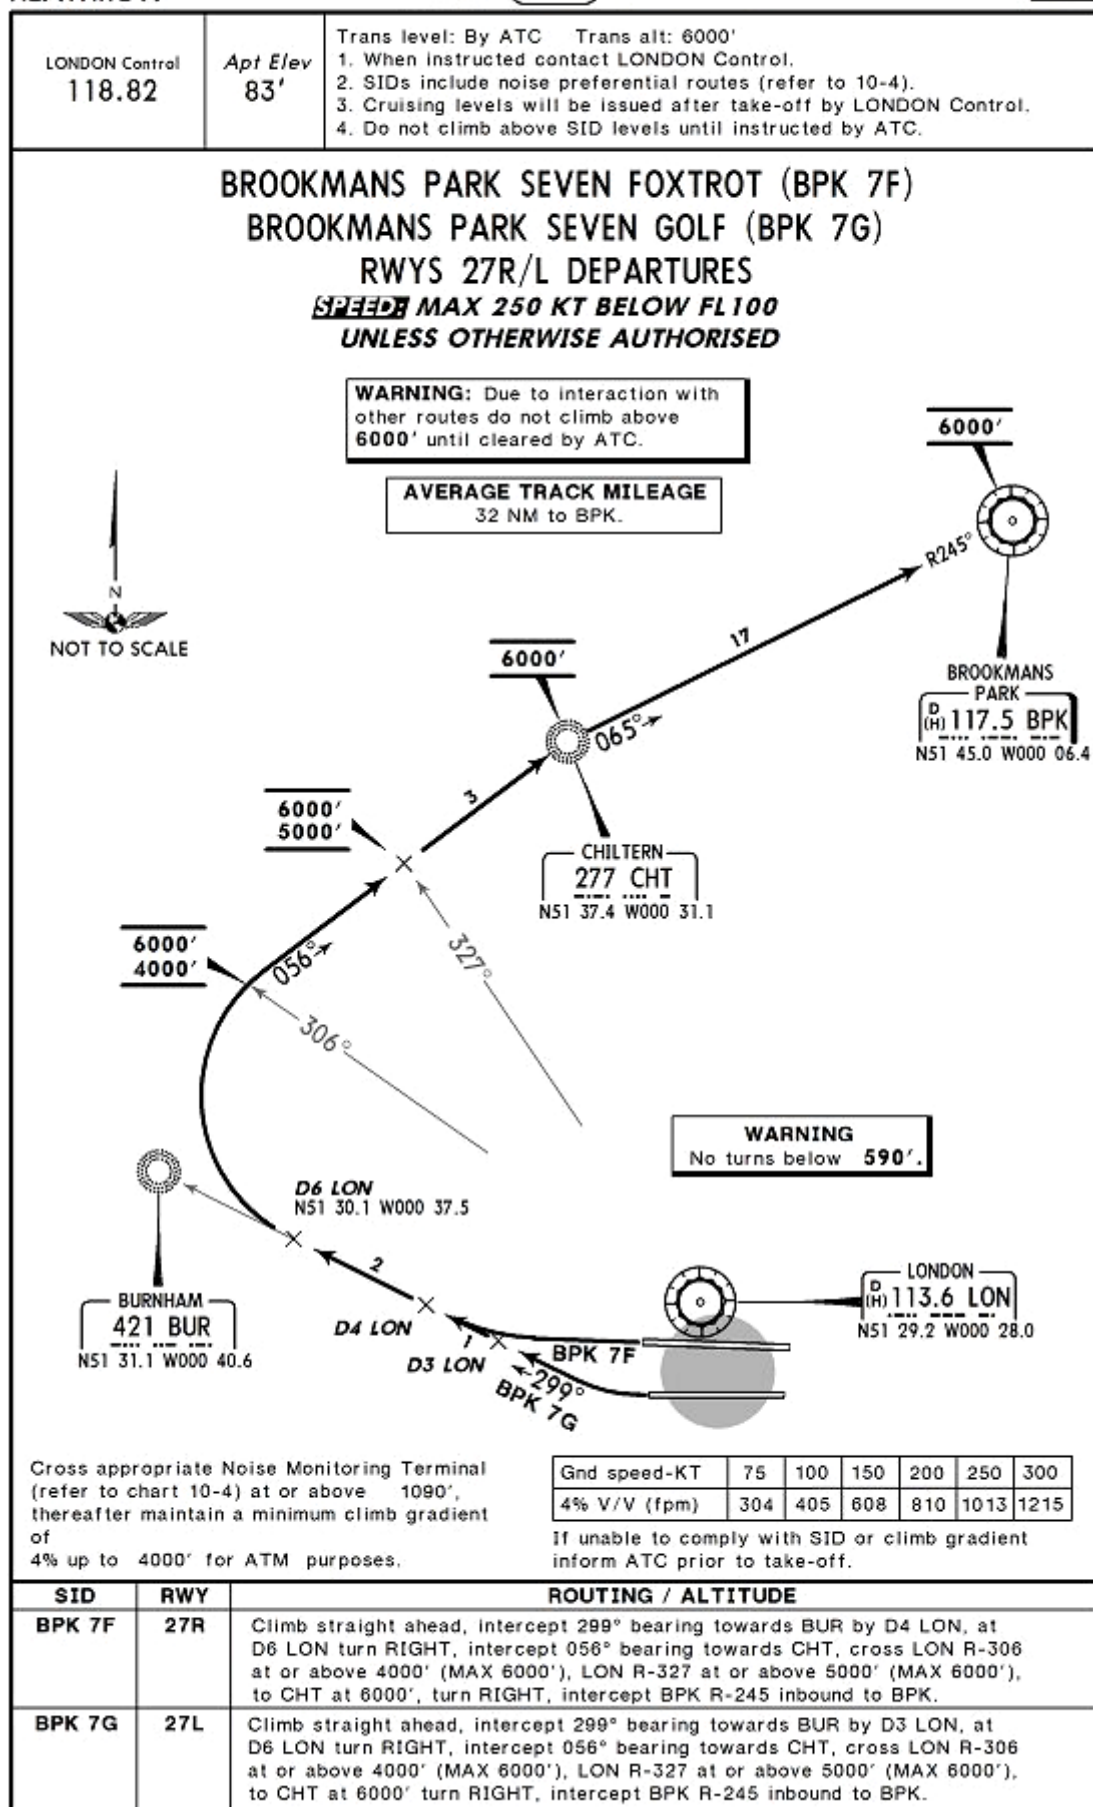 LONDON Control
118.82
Apt Elev
83'
Trans level: By ATC Trans alt: 6000'
1. When instructed contact LONDON Control.
2. SIDs include noise preferential routes (refer to 10-4).
3. Cruising levels will be issued after take-off by LONDON Control.
4. Do not climb above SID levels until instructed by ATC.
BROOKMANS PARK SEVEN FOXTROT (BPK 7F)
BROOKMANS PARK SEVEN GOLF (BPK 7G)
RWYS 27R/L DEPARTURES
SPEED: MAX 250 KT BELOW FL100
UNLESS OTHERWISE AUTHORISED
WARNING: Due to interaction with
other routes do not climb above
6000' until cleared by ATC.
AVERAGE TRACK MILEAGE
32 NM to BPK.
6000'
R245°
N
NOT TO SCALE
17
6000'
065°
BROOKMANS
PARK
D
(H) 117.5 BPK
N51 45.0 W000 06.4
3
6000'
5000'
CHILTERN
277 CHT
N51 37.4 W000 31.1
6000'
4000'
056°
327°
306°
WARNING
No turns below 590'.
D6 LON
N51 30.1 W000 37.5
2
BURNHAM
421 BUR
N51 31.1 W000 40.6
D4 LON
LONDON
D
(H) 113.6 LON
N51 29.2 W000 28.0
1
D3 LON
BPK 7F
299°
BPK 7G
Cross appropriate Noise Monitoring Terminal
(refer to chart 10-4) at or above 1090',
thereafter maintain a minimum climb gradient
of
4% up to 4000' for ATM purposes.
Gnd speed-KT 75 100 150 200 250 300
4% V/V (fpm) 304 405 608 810 1013 1215
If unable to comply with SID or climb gradient
inform ATC prior to take-off.
SID RWY ROUTING / ALTITUDE
BPK 7F 27R Climb straight ahead, intercept 299° bearing towards BUR by D4 LON, at
D6 LON turn RIGHT, intercept 056° bearing towards CHT, cross LON R-306
at or above 4000' (MAX 6000'), LON R-327 at or above 5000' (MAX 6000'),
to CHT at 6000', turn RIGHT, intercept BPK R-245 inbound to BPK.
BPK 7G 27L Climb straight ahead, intercept 299° bearing towards BUR by D3 LON, at
D6 LON turn RIGHT, intercept 056° bearing towards CHT, cross LON R-306
at or above 4000' (MAX 6000'), LON R-327 at or above 5000' (MAX 6000'),
to CHT at 6000' turn RIGHT, intercept BPK R-245 inbound to BPK.